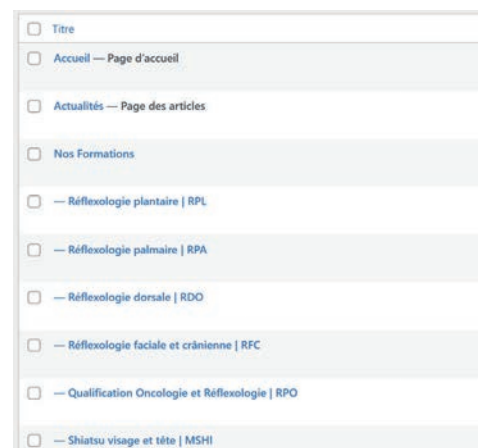 Titre
Accueil — Page d'accueil
Actualités — Page des articles
Nos Formations
— Réflexologie plantaire | RPL
— Réflexologie palmaire | RPA
— Réflexologie dorsale | RDO
— Réflexologie faciale et crânienne | RFC
— Qualification Oncologie et Réflexologie | RPO
— Shiatsu visage et tête | MSHI